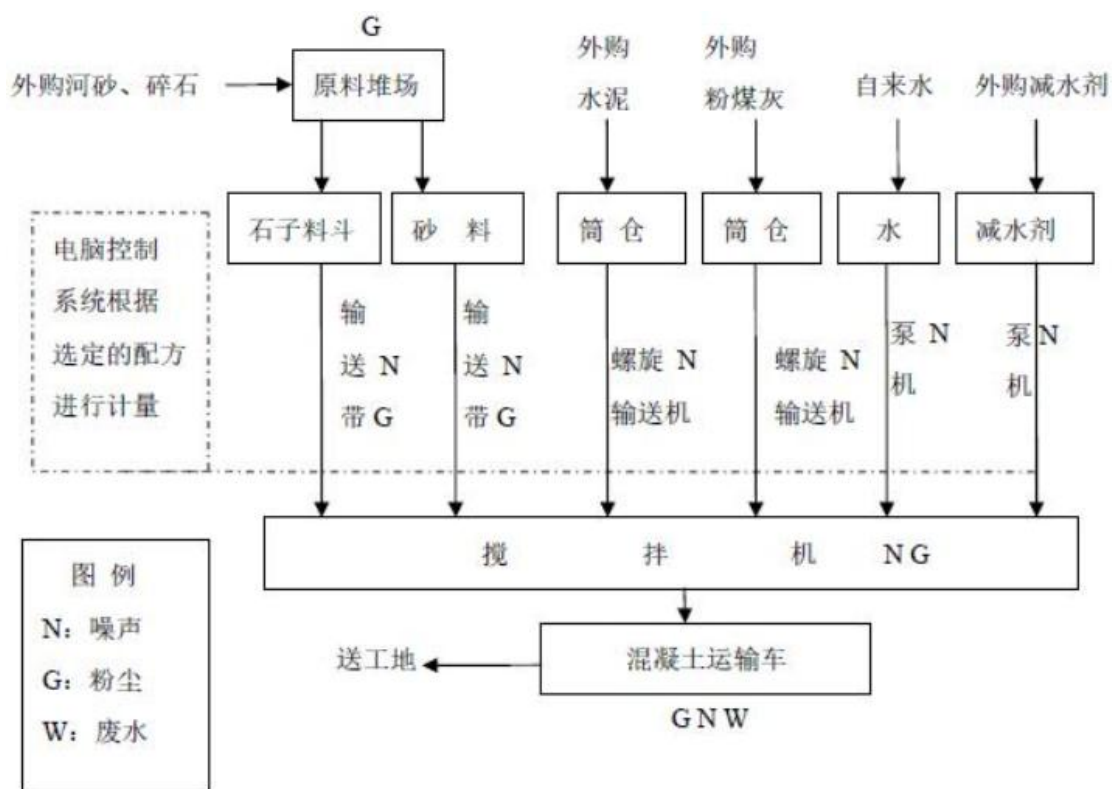 G
外购河砂、碎石
原料堆场
外购
水泥
外购
粉煤灰
自来水
外购减水剂
石子料斗
砂 料
筒 仓
筒 仓
水
减水剂
电脑控制
系统根据
选定的配方
进行计量
输
送 N
带 G
输
送 N
带 G
螺旋 N
输送机
螺旋 N
输送机
泵 N
机
泵 N
机
搅 拌 机 N G
图 例
N：噪声
G：粉尘
W：废水
送工地
混凝土运输车
G N W